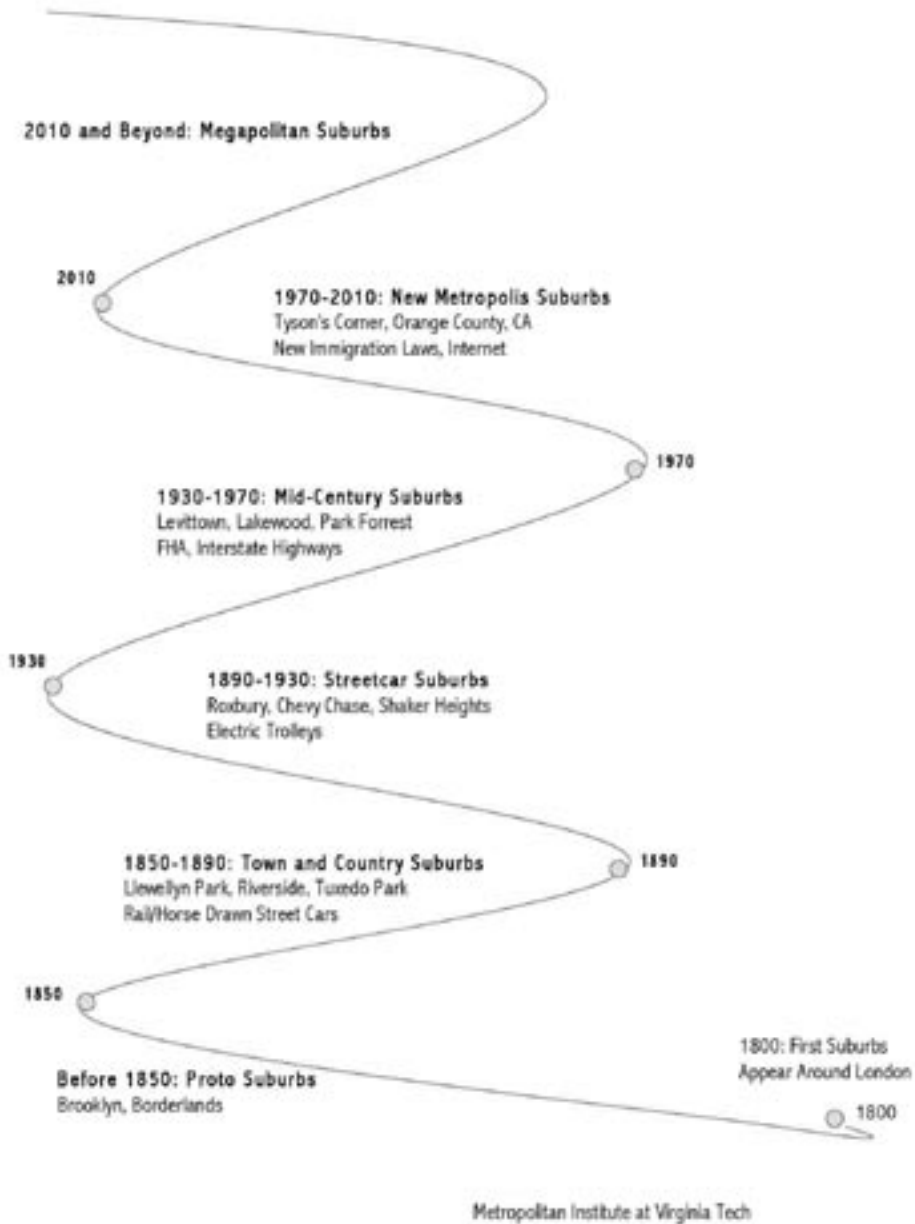 2010 and Beyond: Megapolitan Suburbs
2010
1970-2010: New Metropolis Suburbs
Tyson's Corner, Orange County, CA
New Immigration Laws, Internet
1970
1930-1970: Mid-Century Suburbs
Levittown, Lakewood, Park Forrest
FHA, Interstate Highways
1930
1890-1930: Streetcar Suburbs
Roxbury, Chevy Chase, Shaker Heights
Electric Trolleys
1850-1890: Town and Country Suburbs
Llewellyn Park, Riverside, Tuxedo Park
Rail/Horse Drawn Street Cars
1890
1850
1800: First Suburbs
Appear Around London
Before 1850: Proto Suburbs
Brooklyn, Borderlands
1800
Metropolitan Institute at Virginia Tech